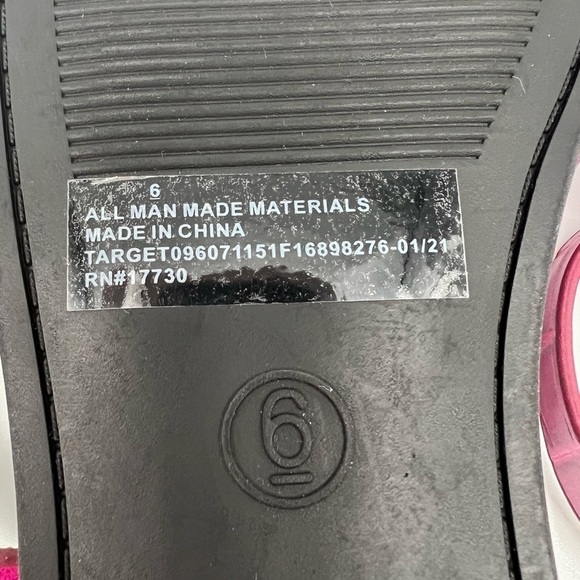 6
ALL MAN MADE MATERIALS
MADE IN CHINA
TARGET096071151F16898276-01/21
RN#17730
6